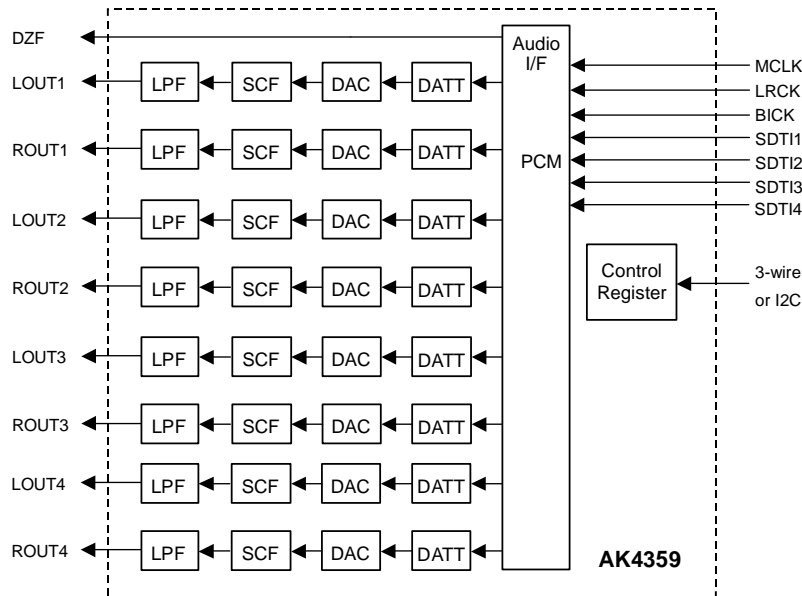 DZF
Audio
I/F
MCLK
LOUT1 LPF SCF DAC DATT
LRCK
BICK
SDTI1
ROUT1 LPF SCF DAC DATT
PCM
SDTI2
SDTI3
SDTI4
LOUT2 LPF SCF DAC DATT
ROUT2 LPF SCF DAC DATT
Control
Register
3-wire
or I2C
LOUT3 LPF SCF DAC DATT
ROUT3 LPF SCF DAC DATT
LOUT4 LPF SCF DAC DATT
ROUT4 LPF SCF DAC DATT
AK4359